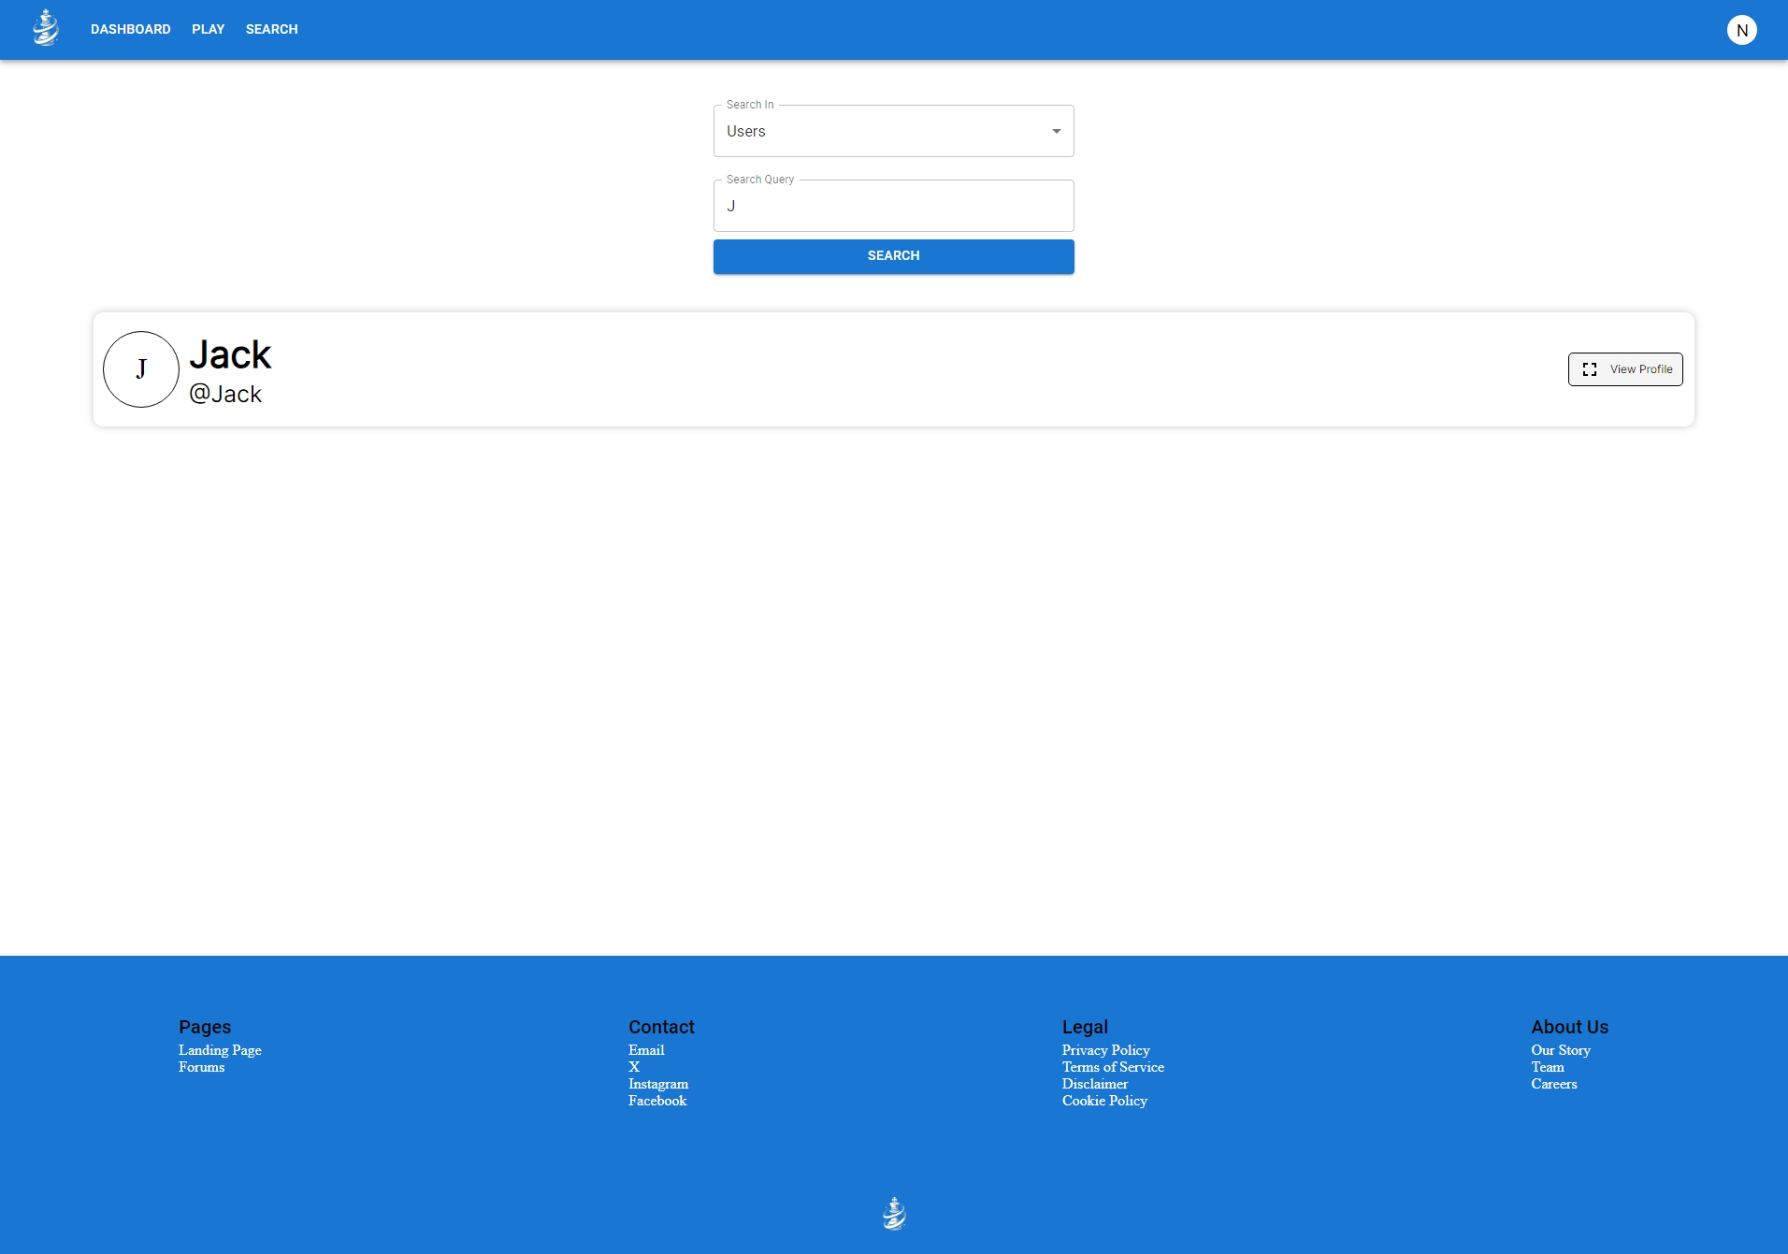 DASHBOARD PLAY SEARCH N
Search In
Users
Search Query
J
SEARCH
J
Jack
@Jack
View Profile
Pages
Landing Page
Forums
Contact
Email
X
Instagram
Facebook
Legal
Privacy Policy
Terms of Service
Disclaimer
Cookie Policy
About Us
Our Story
Team
Careers